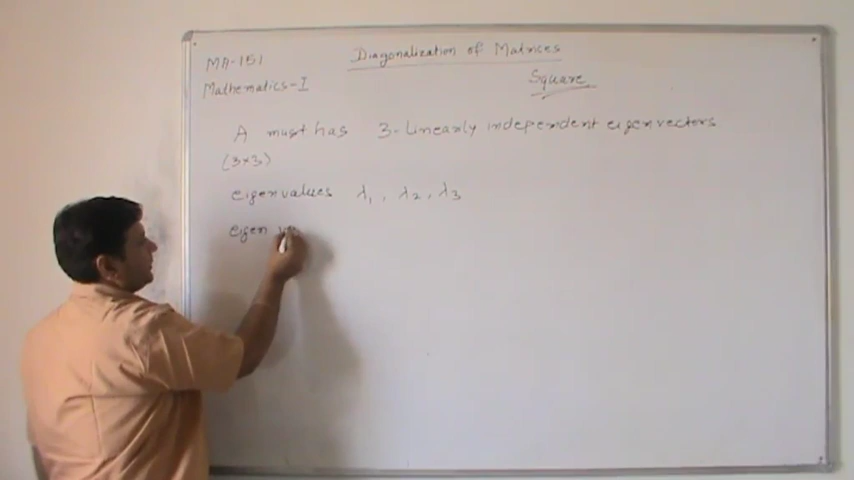 MA-151 Diagonalization of Matrices
Mathematics-I Square
A must has 3-Linearly independent eigenvectors
(3×3)
eigenvalues λ1, λ2, λ3
eigen